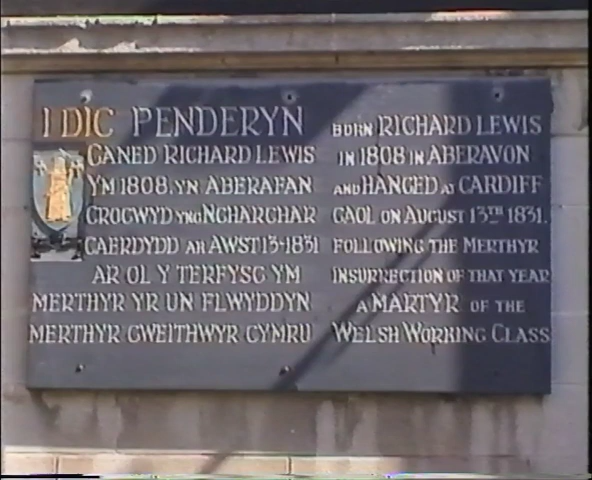 I DIC PENDERYN
GANED RICHARD LEWIS
YM 1808. YN ABERAFAN
CROGWYD YNG NGHARCHAR
CAERDYDD AR AWST 13-1831
AR OL Y TERFYSG YM
MERTHYR YR UN FLWYDDYN
MERTHYR GWEITHWYR CYMRU
BORN RICHARD LEWIS
IN 1808 IN ABERAVON
AND HANGED AT CARDIFF
GAOL ON AUGUST 13TH 1831.
FOLLOWING THE MERTHYR
INSURRECTION OF THAT YEAR
A MARTYR OF THE
WELSH WORKING CLASS